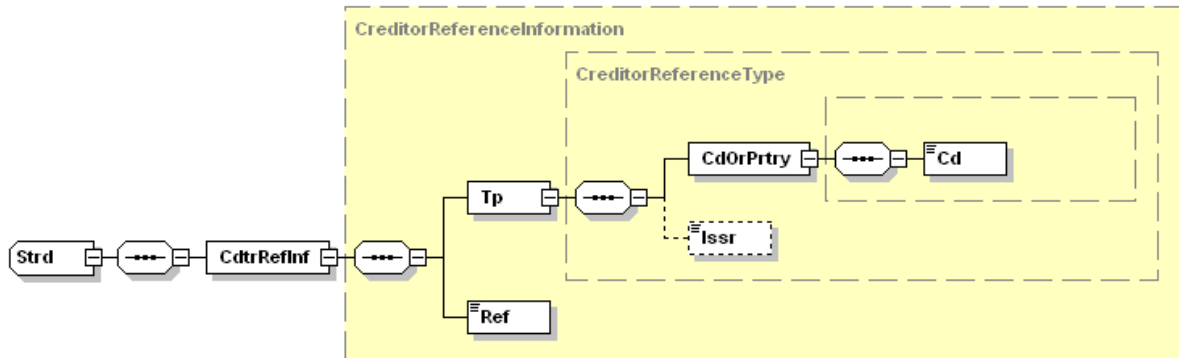 CreditorReferenceInformation
CreditorReferenceType
CdOrPrtry
Cd
Tp
Issr
Strd
CdtrRefInf
Ref